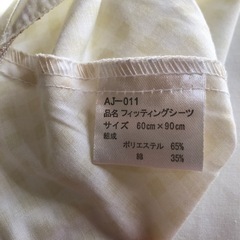 AJ-011
品名 フィッティングシーツ
サイズ 60cm×90cm
組成
ポリエステル 65%
綿 35%